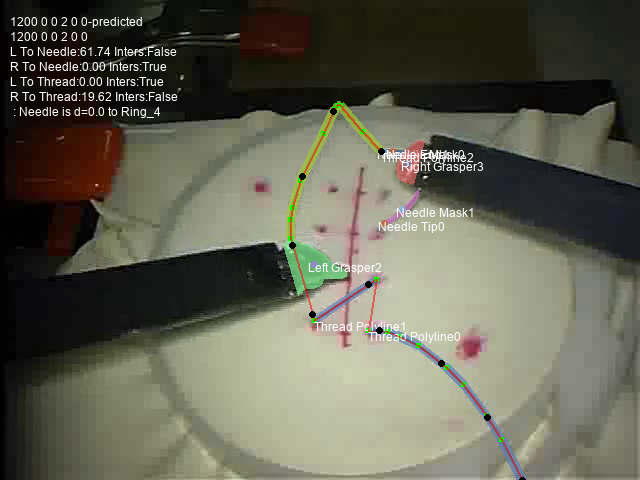 1200 0 0 2 0 0-predicted
1200 0 0 2 0 0
L To Needle:61.74 Inters:False
R To Needle:0.00 Inters:True
L To Thread:0.00 Inters:True
R To Thread:19.62 Inters:False
: Needle is d=0.0 to Ring_4
Thread Polyline2
Right Grasper3
Needle Mask1
Needle Tip0
Left Grasper2
Thread Polyline1
Thread Polyline0